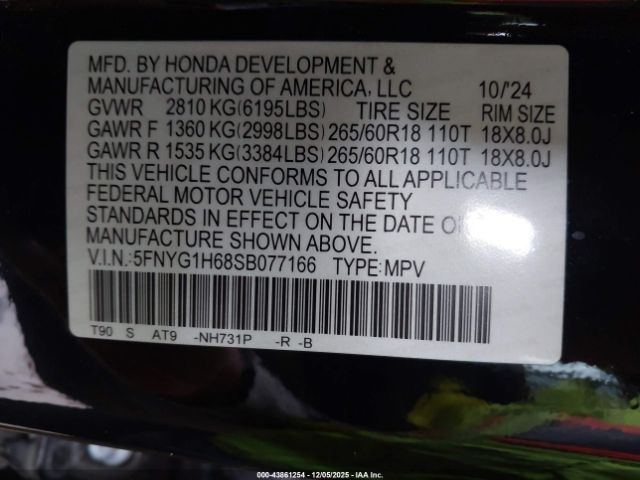 MFD. BY HONDA DEVELOPMENT &
MANUFACTURING OF AMERICA, LLC 10/'24
GVWR 2810 KG(6195LBS) TIRE SIZE RIM SIZE
GAWR F 1360 KG(2998LBS) 265/60R18 110T 18X8.0J
GAWR R 1535 KG(3384LBS) 265/60R18 110T 18X8.0J
THIS VEHICLE CONFORMS TO ALL APPLICABLE
FEDERAL MOTOR VEHICLE SAFETY
STANDARDS IN EFFECT ON THE DATE OF
MANUFACTURE SHOWN ABOVE.
V.I.N.:5FNYG1H68SB077166 TYPE:MPV
T90 S AT9 -NH731P -R -B
000-43861254 | 12/05/2025 | IAA Inc.